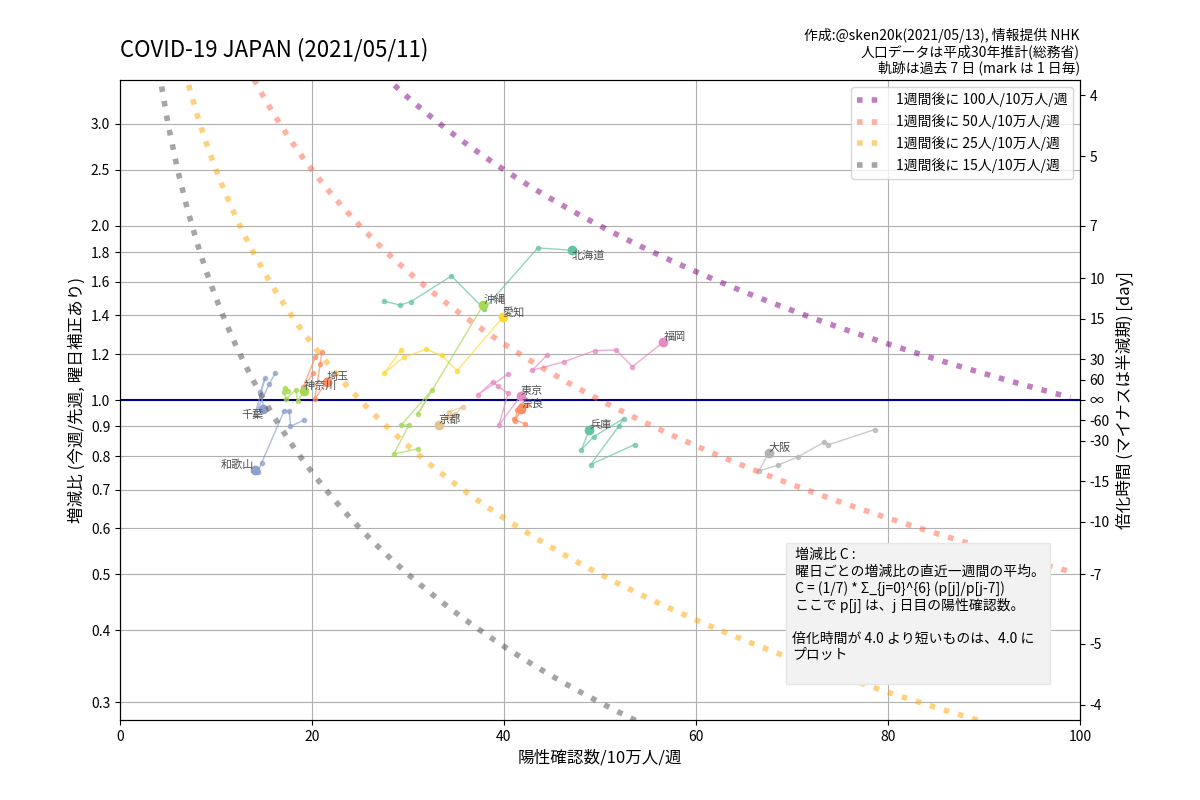 COVID-19 JAPAN (2021/05/11)
作成:@sken20k(2021/05/13), 情報提供 NHK
人口データは平成30年推計(総務省)
軌跡は過去 7 日 (mark は 1 日毎)
1週間後に 100人/10万人/週
1週間後に 50人/10万人/週
1週間後に 25人/10万人/週
1週間後に 15人/10万人/週
増減比 (今週/先週, 曜日補正あり)
3.0
2.5
2.0
1.8
1.6
1.4
1.2
1.0
0.9
0.8
0.7
0.6
0.5
0.4
0.3
北海道
沖縄
愛知
福岡
埼玉
神奈川
東京
奈良
千葉
京都
兵庫
大阪
和歌山
4
5
7
10
15
30
60
∞
-60
-30
-15
-10
-7
-5
-4
倍化時間 (マイナスは半減期) [day]
増減比 C :
曜日ごとの増減比の直近一週間の平均。
C = (1/7) * Σ_{j=0}^{6} (p[j]/p[j-7])
ここで p[j] は、j 日目の陽性確認数。
倍化時間が 4.0 より短いものは、4.0 に
プロット
0 20 40 60 80 100
陽性確認数/10万人/週